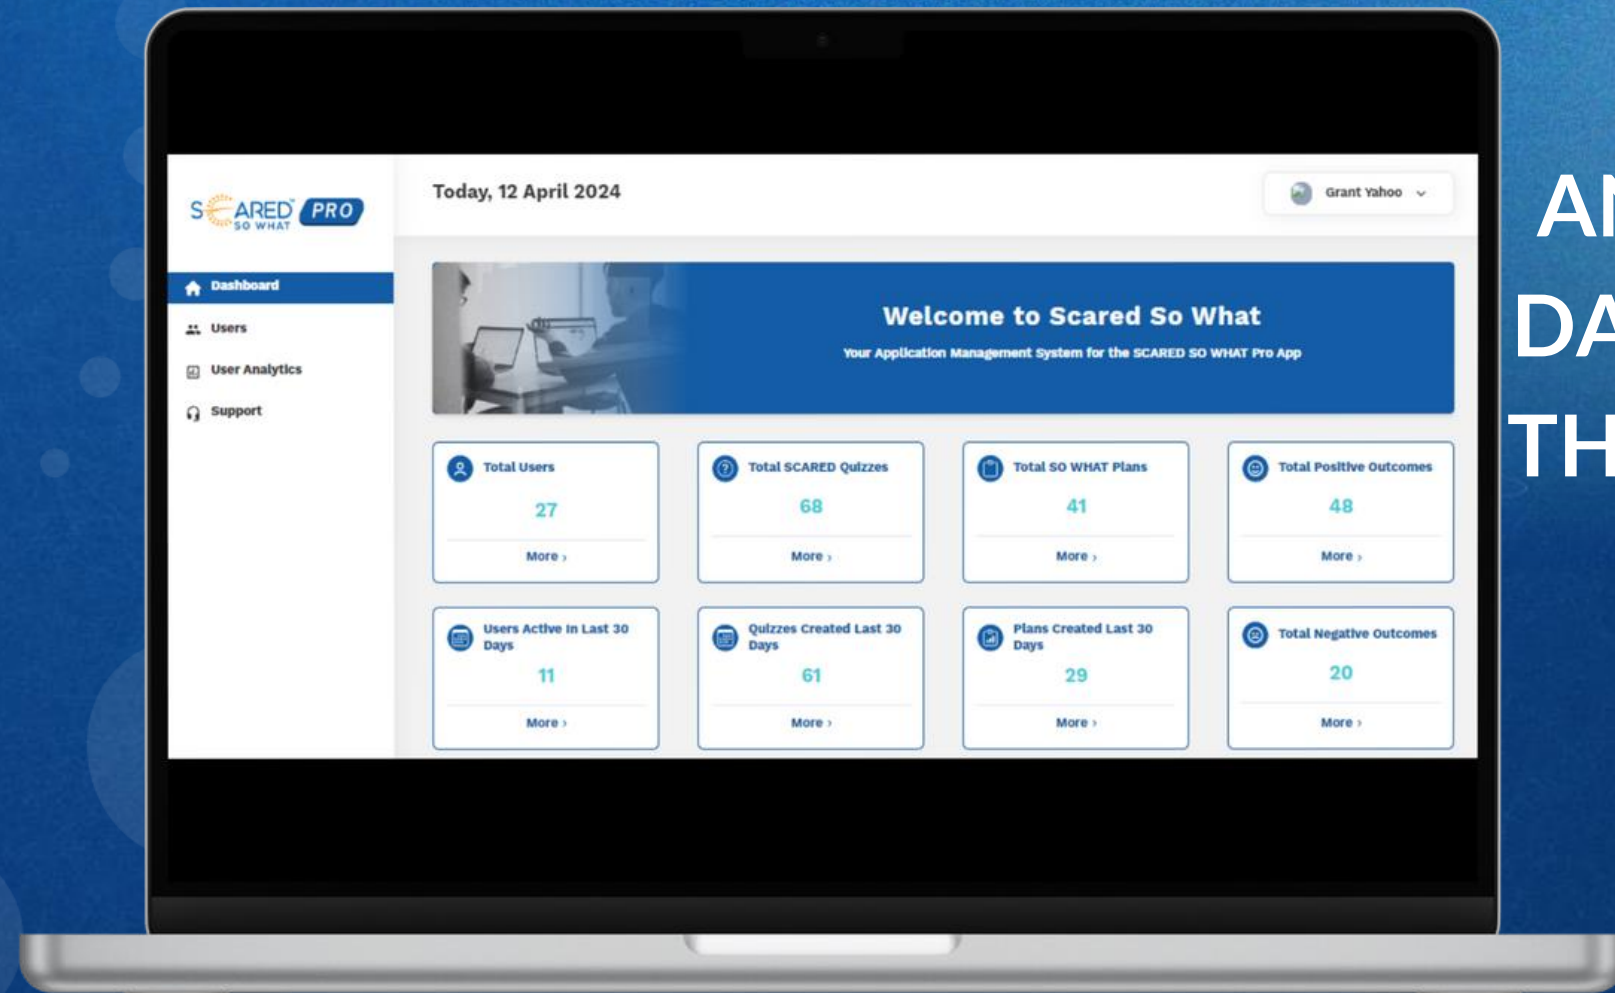 SCARED™ PRO
SO WHAT
Today, 12 April 2024
Grant Yahoo
Dashboard
Users
User Analytics
Support
Welcome to Scared So What
Your Application Management System for the SCARED SO WHAT Pro App
Total Users
27
More ›
Total SCARED Quizzes
68
More ›
Total SO WHAT Plans
41
More ›
Total Positive Outcomes
48
More ›
Users Active In Last 30
Days
11
More ›
Quizzes Created Last 30
Days
61
More ›
Plans Created Last 30
Days
29
More ›
Total Negative Outcomes
20
More ›
DA
TH